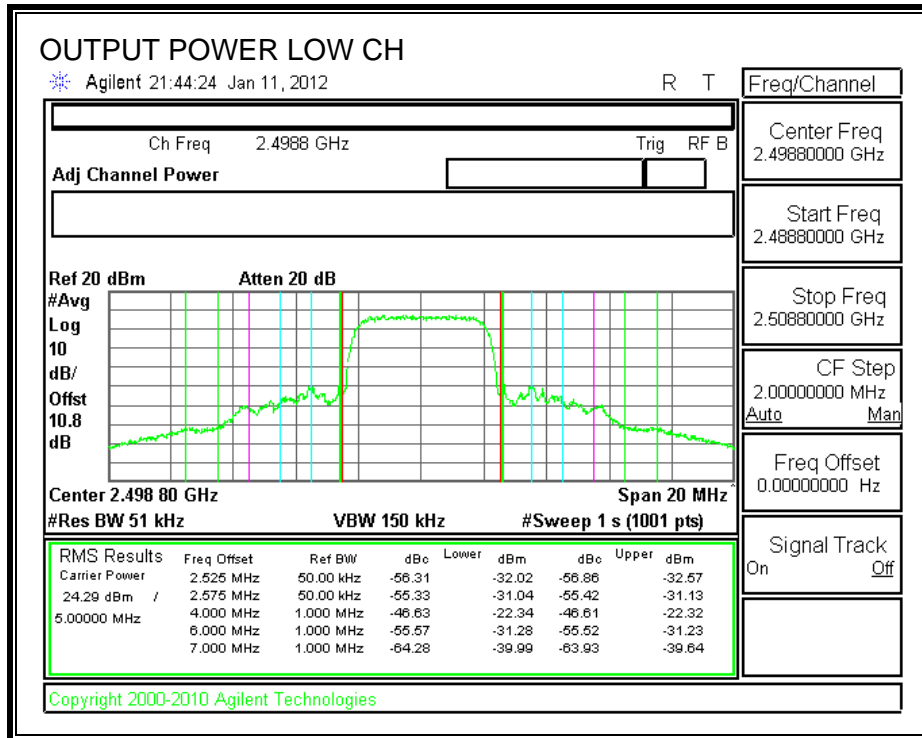 OUTPUT POWER LOW CH
Agilent 21:44:24 Jan 11, 2012 R T
Ch Freq 2.4988 GHz Trig RF B
Adj Channel Power
Ref 20 dBm Atten 20 dB
#Avg
Log
10
dB/
Offst
10.8
dB
Center 2.498 80 GHz Span 20 MHz^
#Res BW 51 kHz VBW 150 kHz #Sweep 1 s (1001 pts)
RMS Results Freq Offset Ref BW dBc Lower dBm dBc Upper dBm
Carrier Power 2.525 MHz 50.00 kHz -56.31 -32.02 -56.86 -32.57
24.29 dBm / 2.575 MHz 50.00 kHz -55.33 -31.04 -55.42 -31.13
5.00000 MHz 4.000 MHz 1.000 MHz -46.63 -22.34 -46.61 -22.32
6.000 MHz 1.000 MHz -55.57 -31.28 -55.52 -31.23
7.000 MHz 1.000 MHz -64.28 -39.99 -63.93 -39.64
Copyright 2000-2010 Agilent Technologies
Freq/Channel
Center Freq
2.49880000 GHz
Start Freq
2.48880000 GHz
Stop Freq
2.50880000 GHz
CF Step
2.00000000 MHz
Auto Man
Freq Offset
0.00000000 Hz
Signal Track
On Off